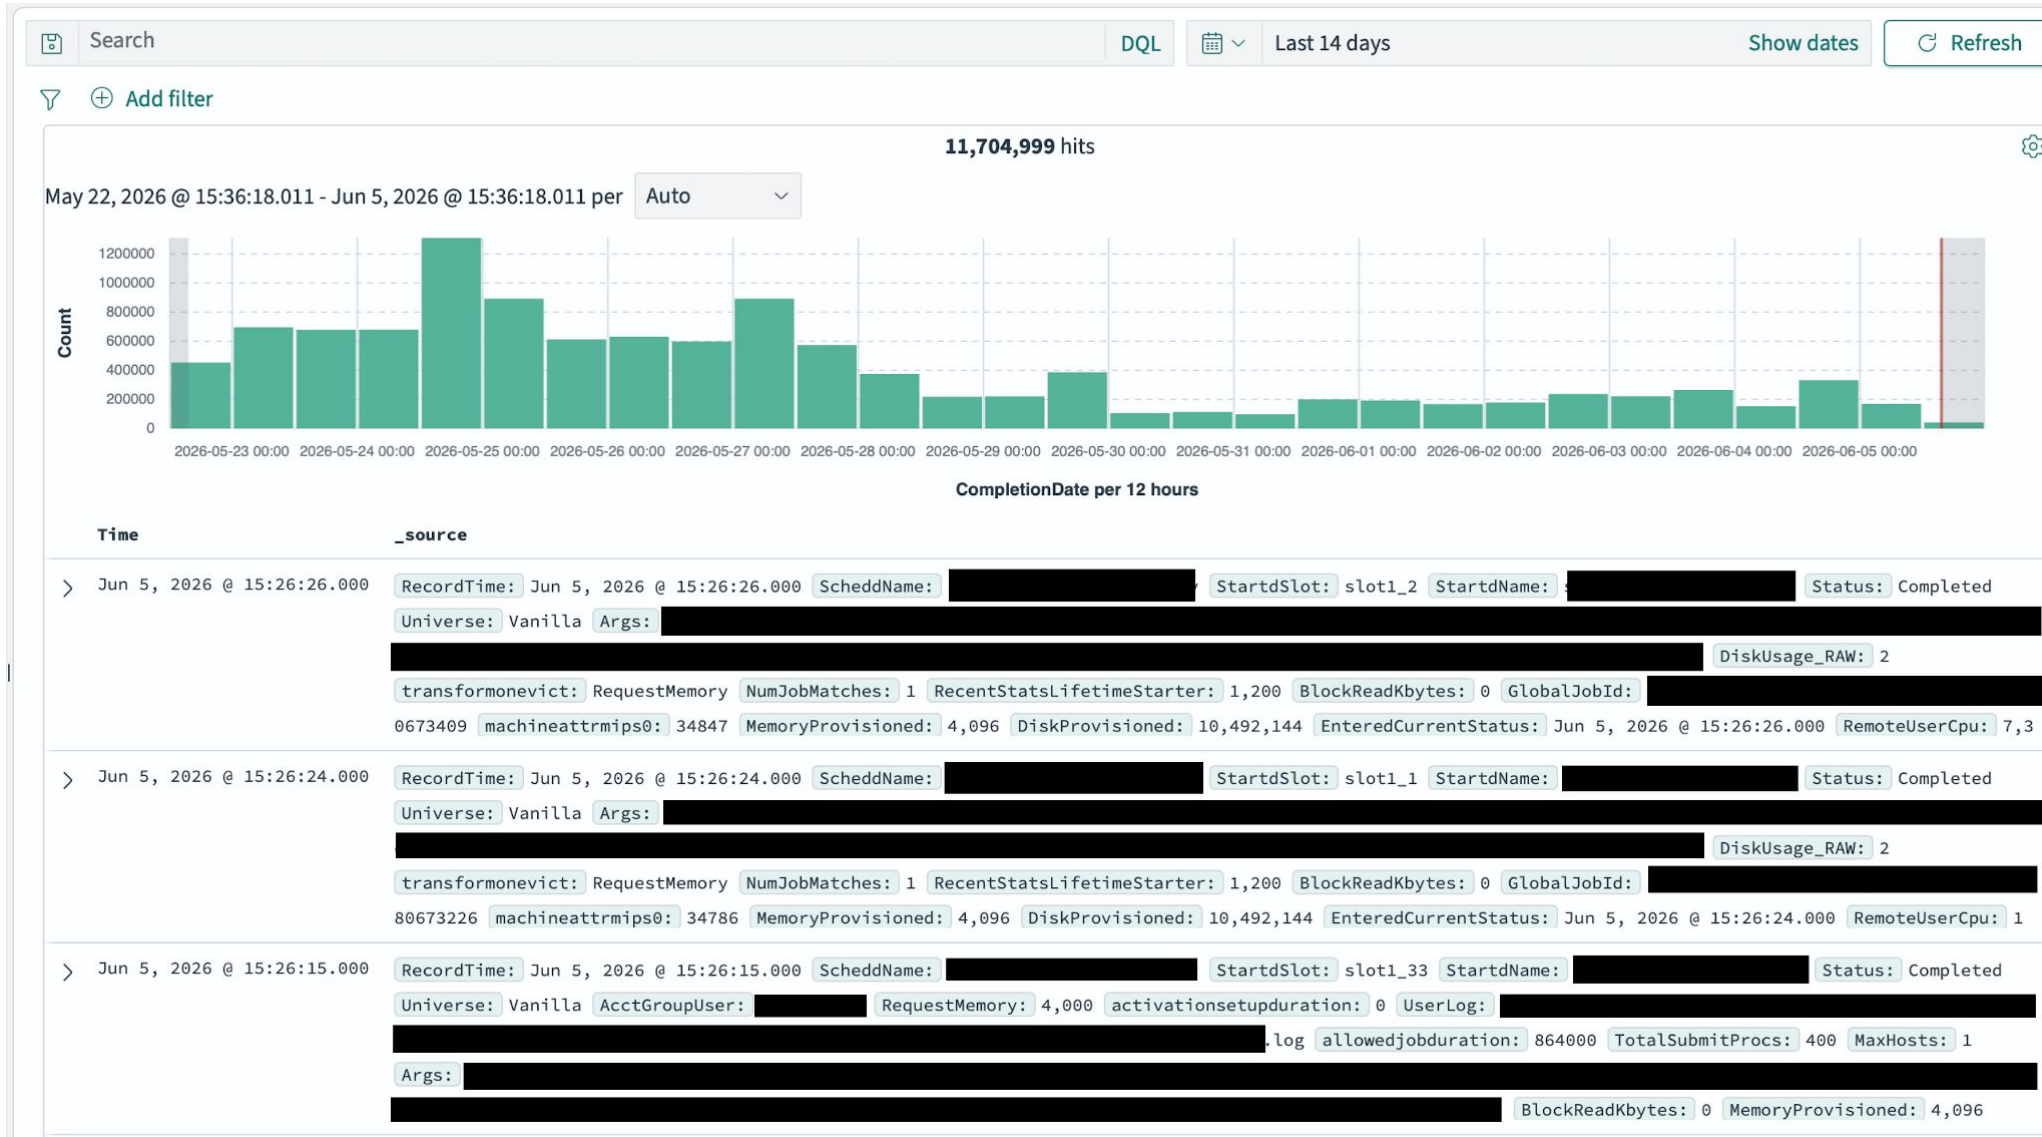 Search DQL Last 14 days Show dates Refresh
Add filter
11,704,999 hits
May 22, 2026 @ 15:36:18.011 - Jun 5, 2026 @ 15:36:18.011 per Auto
1200000
1000000
800000
600000
400000
200000
0
Count
2026-05-23 00:00 2026-05-24 00:00 2026-05-25 00:00 2026-05-26 00:00 2026-05-27 00:00 2026-05-28 00:00 2026-05-29 00:00 2026-05-30 00:00 2026-05-31 00:00 2026-06-01 00:00 2026-06-02 00:00 2026-06-03 00:00 2026-06-04 00:00 2026-06-05 00:00
CompletionDate per 12 hours
Time _source
Jun 5, 2026 @ 15:26:26.000 RecordTime: Jun 5, 2026 @ 15:26:26.000 ScheddName: StartdSlot: slot1_2 StartdName: Status: Completed
Universe: Vanilla Args:
DiskUsage_RAW: 2
transformonevict: RequestMemory NumJobMatches: 1 RecentStatsLifetimeStarter: 1,200 BlockReadKbytes: 0 GlobalJobId:
0673409 machineattrmips0: 34847 MemoryProvisioned: 4,096 DiskProvisioned: 10,492,144 EnteredCurrentStatus: Jun 5, 2026 @ 15:26:26.000 RemoteUserCpu: 7,3
Jun 5, 2026 @ 15:26:24.000 RecordTime: Jun 5, 2026 @ 15:26:24.000 ScheddName: StartdSlot: slot1_1 StartdName: Status: Completed
Universe: Vanilla Args:
DiskUsage_RAW: 2
transformonevict: RequestMemory NumJobMatches: 1 RecentStatsLifetimeStarter: 1,200 BlockReadKbytes: 0 GlobalJobId:
80673226 machineattrmips0: 34786 MemoryProvisioned: 4,096 DiskProvisioned: 10,492,144 EnteredCurrentStatus: Jun 5, 2026 @ 15:26:24.000 RemoteUserCpu: 1
Jun 5, 2026 @ 15:26:15.000 RecordTime: Jun 5, 2026 @ 15:26:15.000 ScheddName: StartdSlot: slot1_33 StartdName: Status: Completed
Universe: Vanilla AcctGroupUser: RequestMemory: 4,000 activationsetupduration: 0 UserLog:
.log allowedjobduration: 864000 TotalSubmitProcs: 400 MaxHosts: 1
Args:
BlockReadKbytes: 0 MemoryProvisioned: 4,096